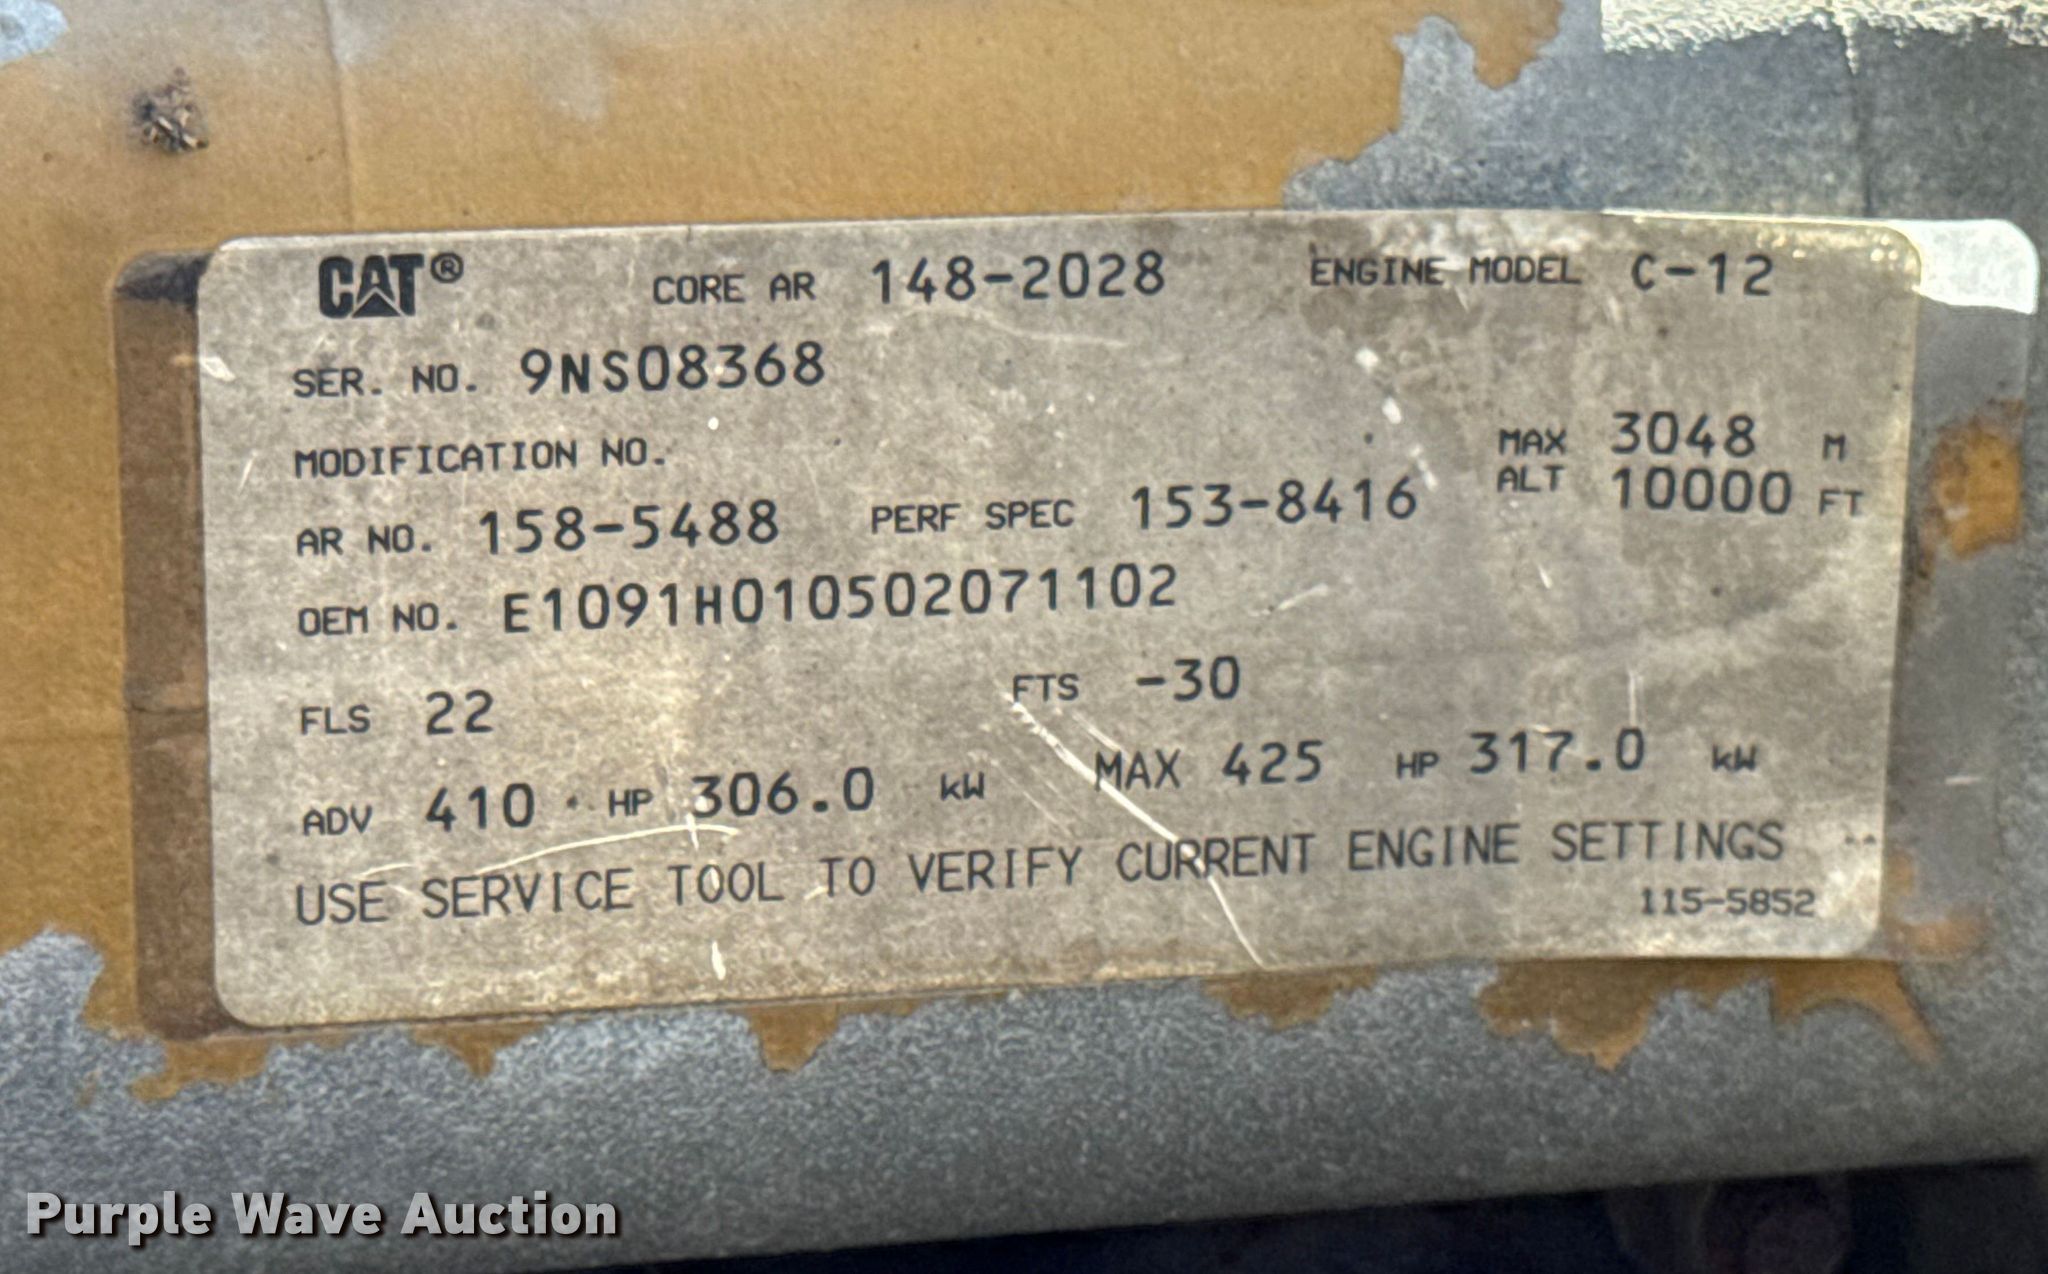 CAT® CORE AR 148-2028 ENGINE MODEL C-12
SER. NO. 9NS08368
MODIFICATION NO.
MAX ALT 3048 M 10000 FT
AR NO. 158-5488 PERF SPEC 153-8416
OEM NO. E1091H010502071102
FLS 22 FTS -30
ADV 410 HP 306.0 kW MAX 425 HP 317.0 kW
USE SERVICE TOOL TO VERIFY CURRENT ENGINE SETTINGS
115-5852
Purple Wave Auction